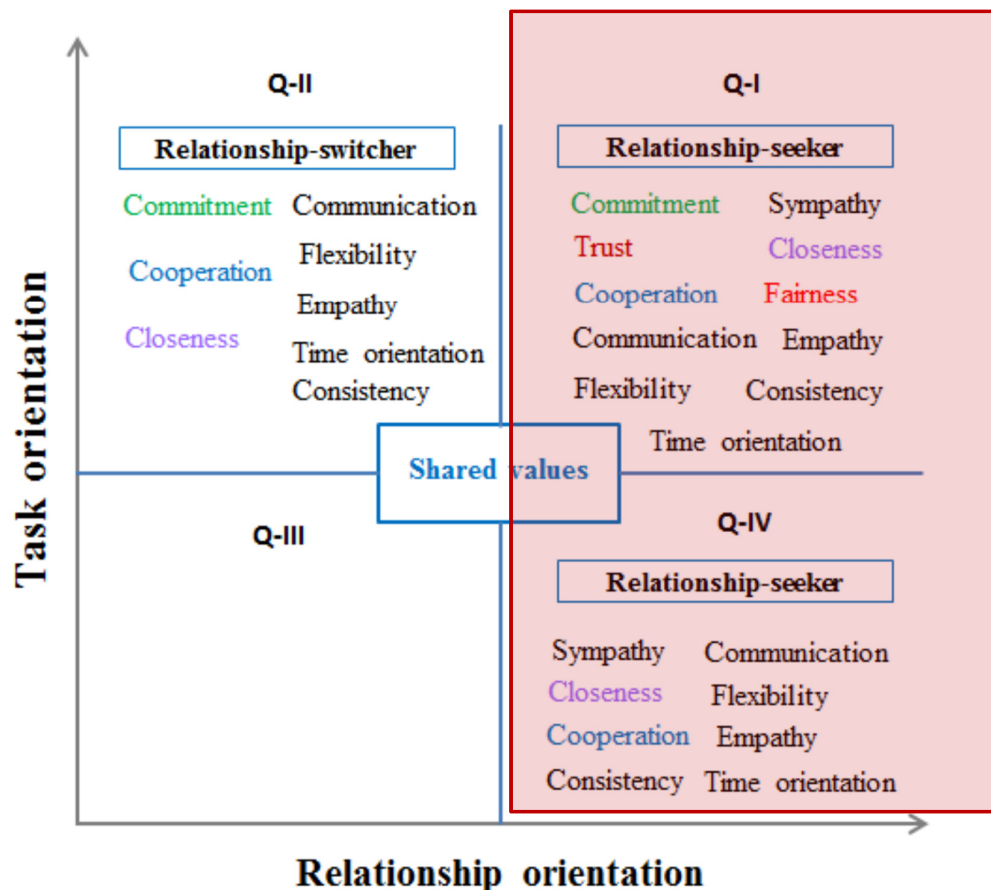 Q-II
Relationship-switcher
Commitment Communication
Flexibility
Cooperation
Empathy
Closeness
Time orientation
Consistency
Q-I
Relationship-seeker
Commitment Sympathy
Trust Closeness
Cooperation Fairness
Communication Empathy
Flexibility Consistency
Time orientation
Shared values
Q-III
Q-IV
Relationship-seeker
Sympathy Communication
Closeness Flexibility
Cooperation Empathy
Consistency Time orientation
Task orientation
Relationship orientation